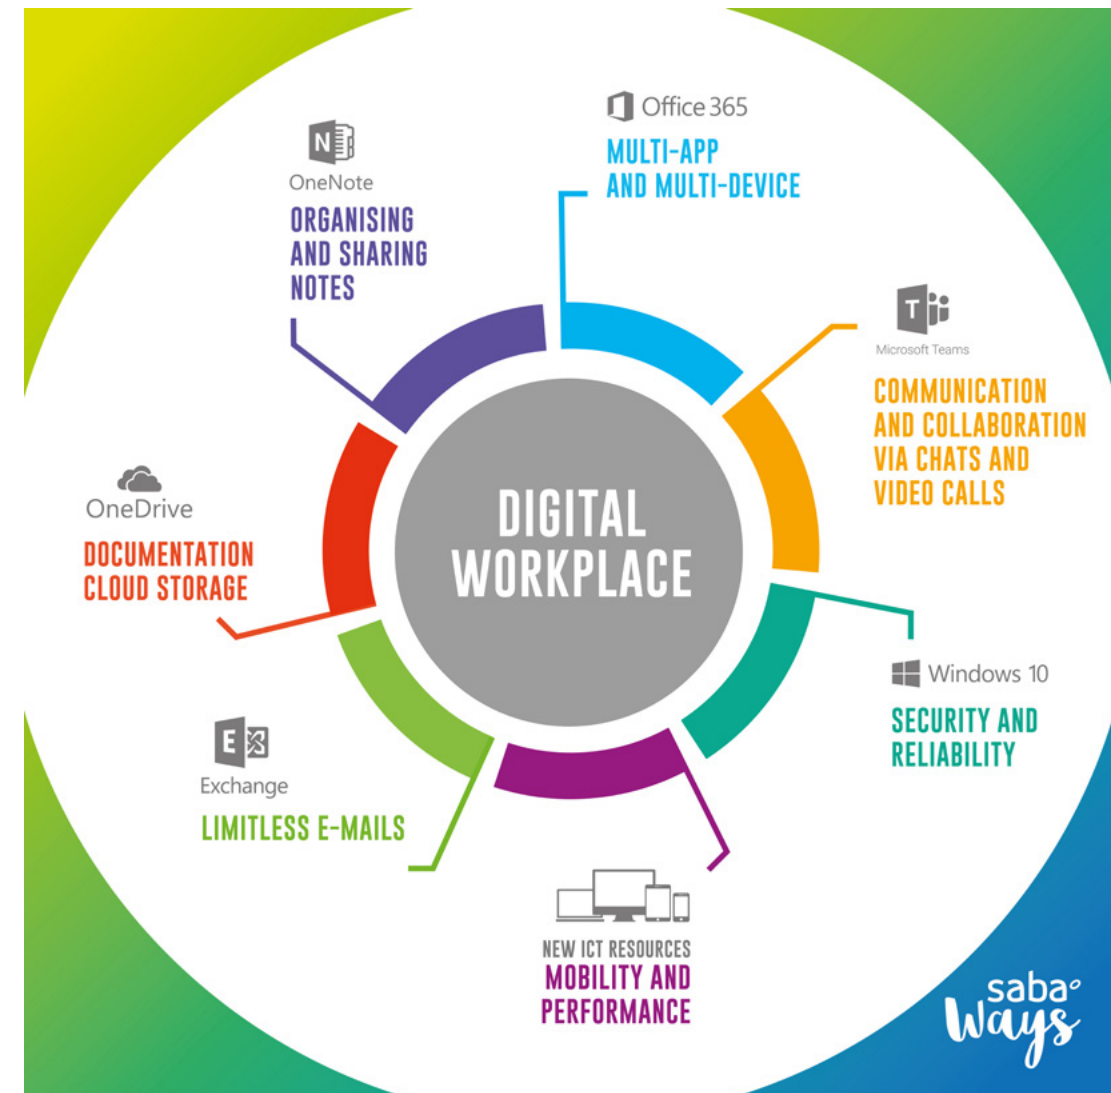 Office 365
MULTI-APP
AND MULTI-DEVICE
N
OneNote
ORGANISING
AND SHARING
NOTES
T
Microsoft Teams
COMMUNICATION
AND COLLABORATION
VIA CHATS AND
VIDEO CALLS
OneDrive
DOCUMENTATION
CLOUD STORAGE
DIGITAL
WORKPLACE
Windows 10
SECURITY AND
RELIABILITY
E
Exchange
LIMITLESS E-MAILS
NEW ICT RESOURCES
MOBILITY AND
PERFORMANCE
saba
Ways